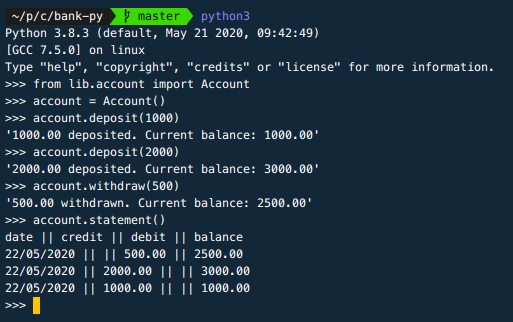 ~/p/c/bank-py master python3
Python 3.8.3 (default, May 21 2020, 09:42:49)
[GCC 7.5.0] on linux
Type "help", "copyright", "credits" or "license" for more information.
>>> from lib.account import Account
>>> account = Account()
>>> account.deposit(1000)
'1000.00 deposited. Current balance: 1000.00'
>>> account.deposit(2000)
'2000.00 deposited. Current balance: 3000.00'
>>> account.withdraw(500)
'500.00 withdrawn. Current balance: 2500.00'
>>> account.statement()
date || credit || debit || balance
22/05/2020 || || 500.00 || 2500.00
22/05/2020 || 2000.00 || || 3000.00
22/05/2020 || 1000.00 || || 1000.00
>>>